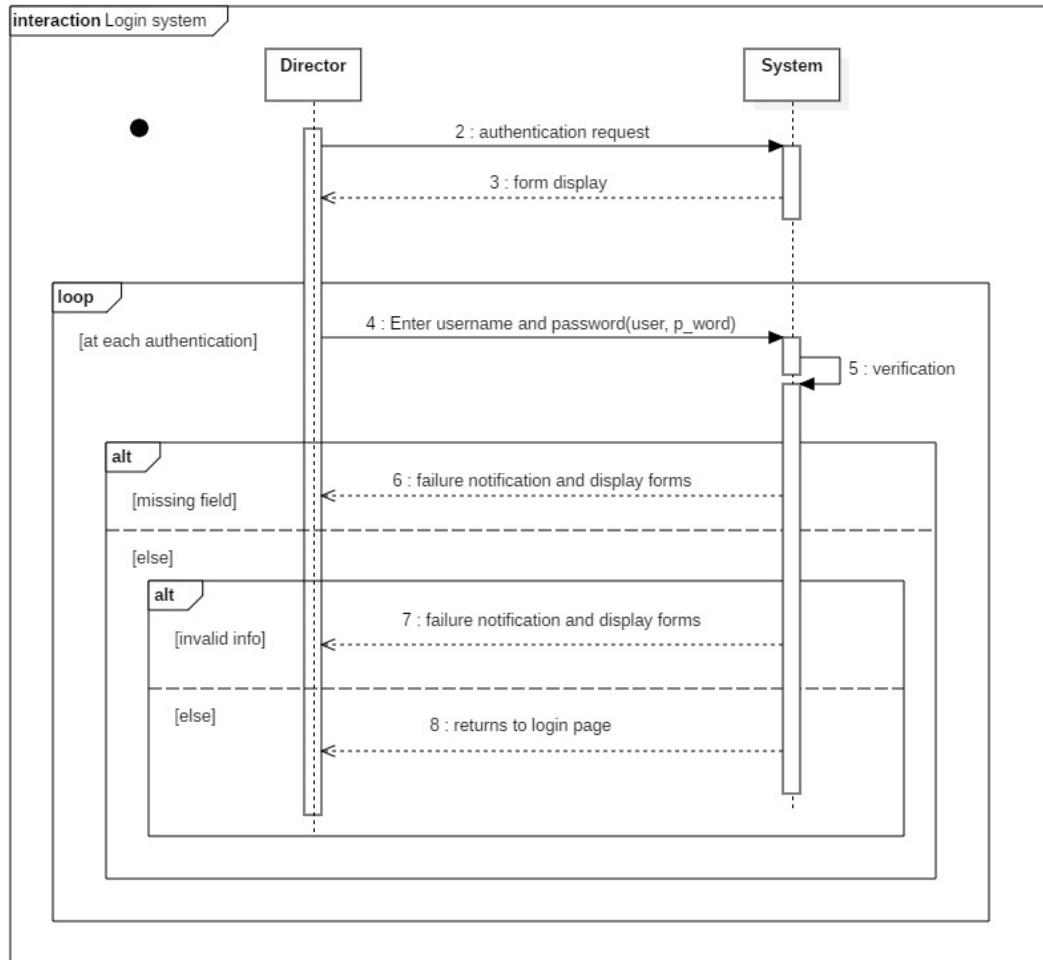 interaction Login system
Director
System
2 : authentication request
3 : form display
loop
4 : Enter username and password(user, p_word)
[at each authentication]
5 : verification
alt
6 : failure notification and display forms
[missing field]
[else]
alt
7 : failure notification and display forms
[invalid info]
[else]
8 : returns to login page